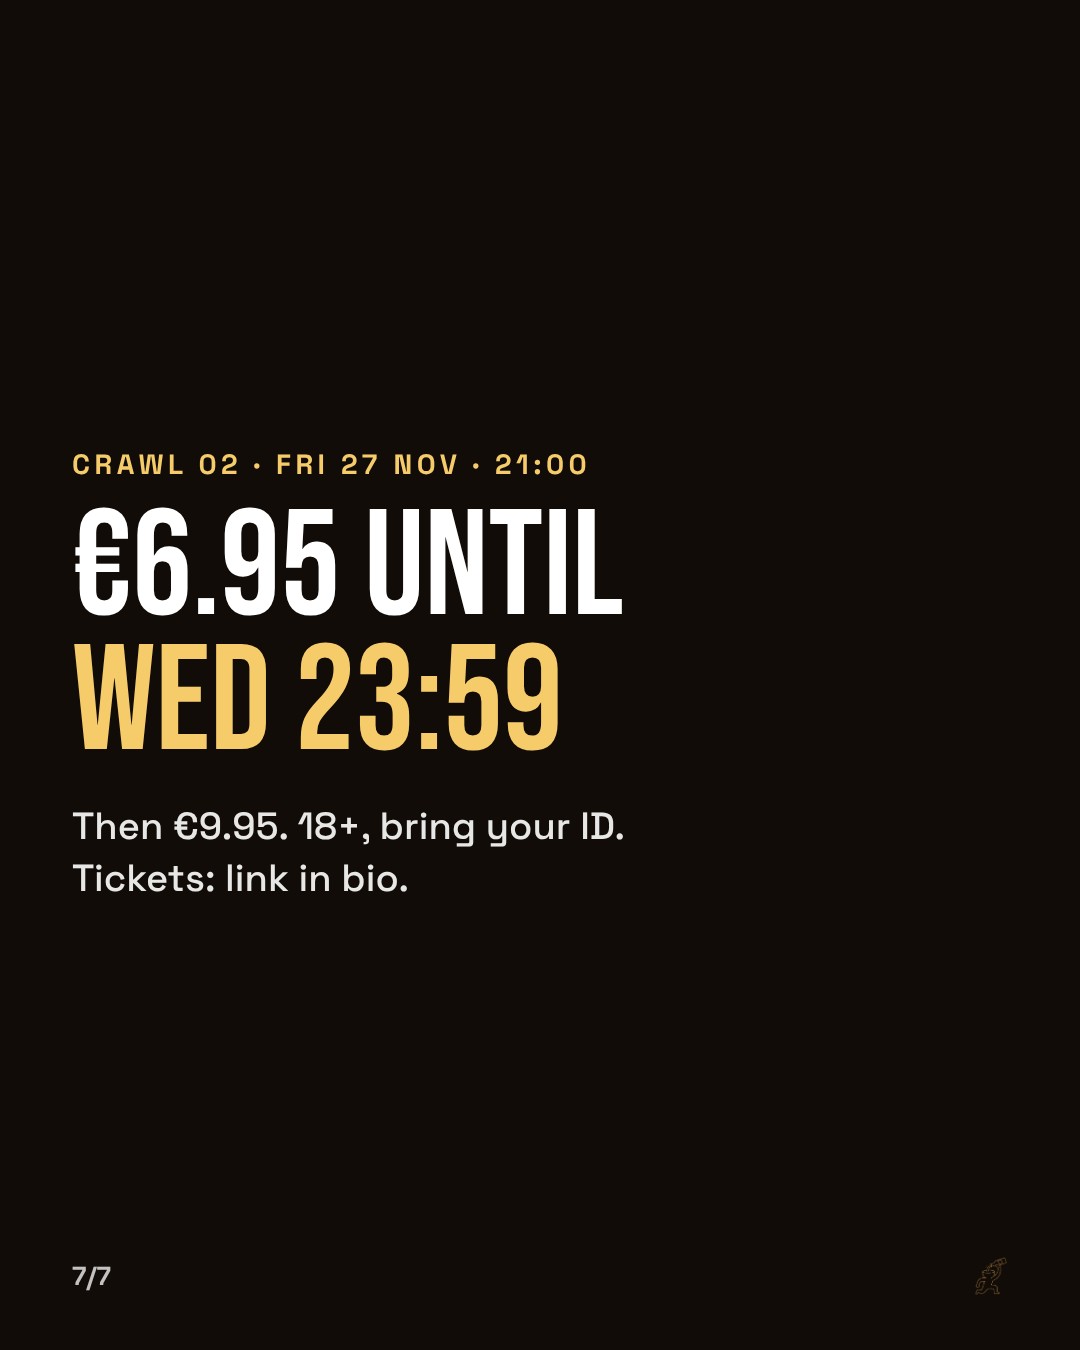 CRAWL 02 · FRI 27 NOV · 21:00
€6.95 UNTIL
WED 23:59
Then €9.95. 18+, bring your ID.
Tickets: link in bio.
7/7